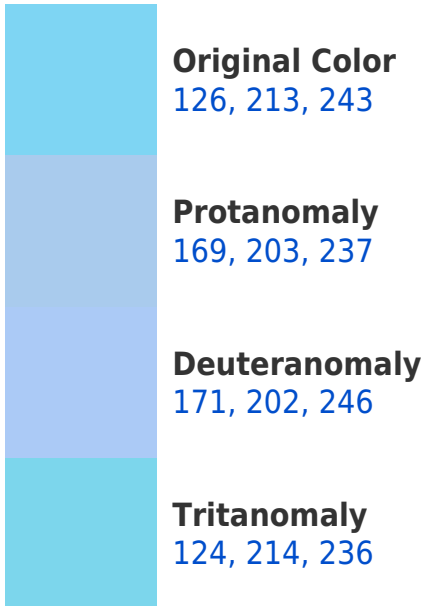 Original Color
126, 213, 243
Protanomaly
169, 203, 237
Deuteranomaly
171, 202, 246
Tritanomaly
124, 214, 236